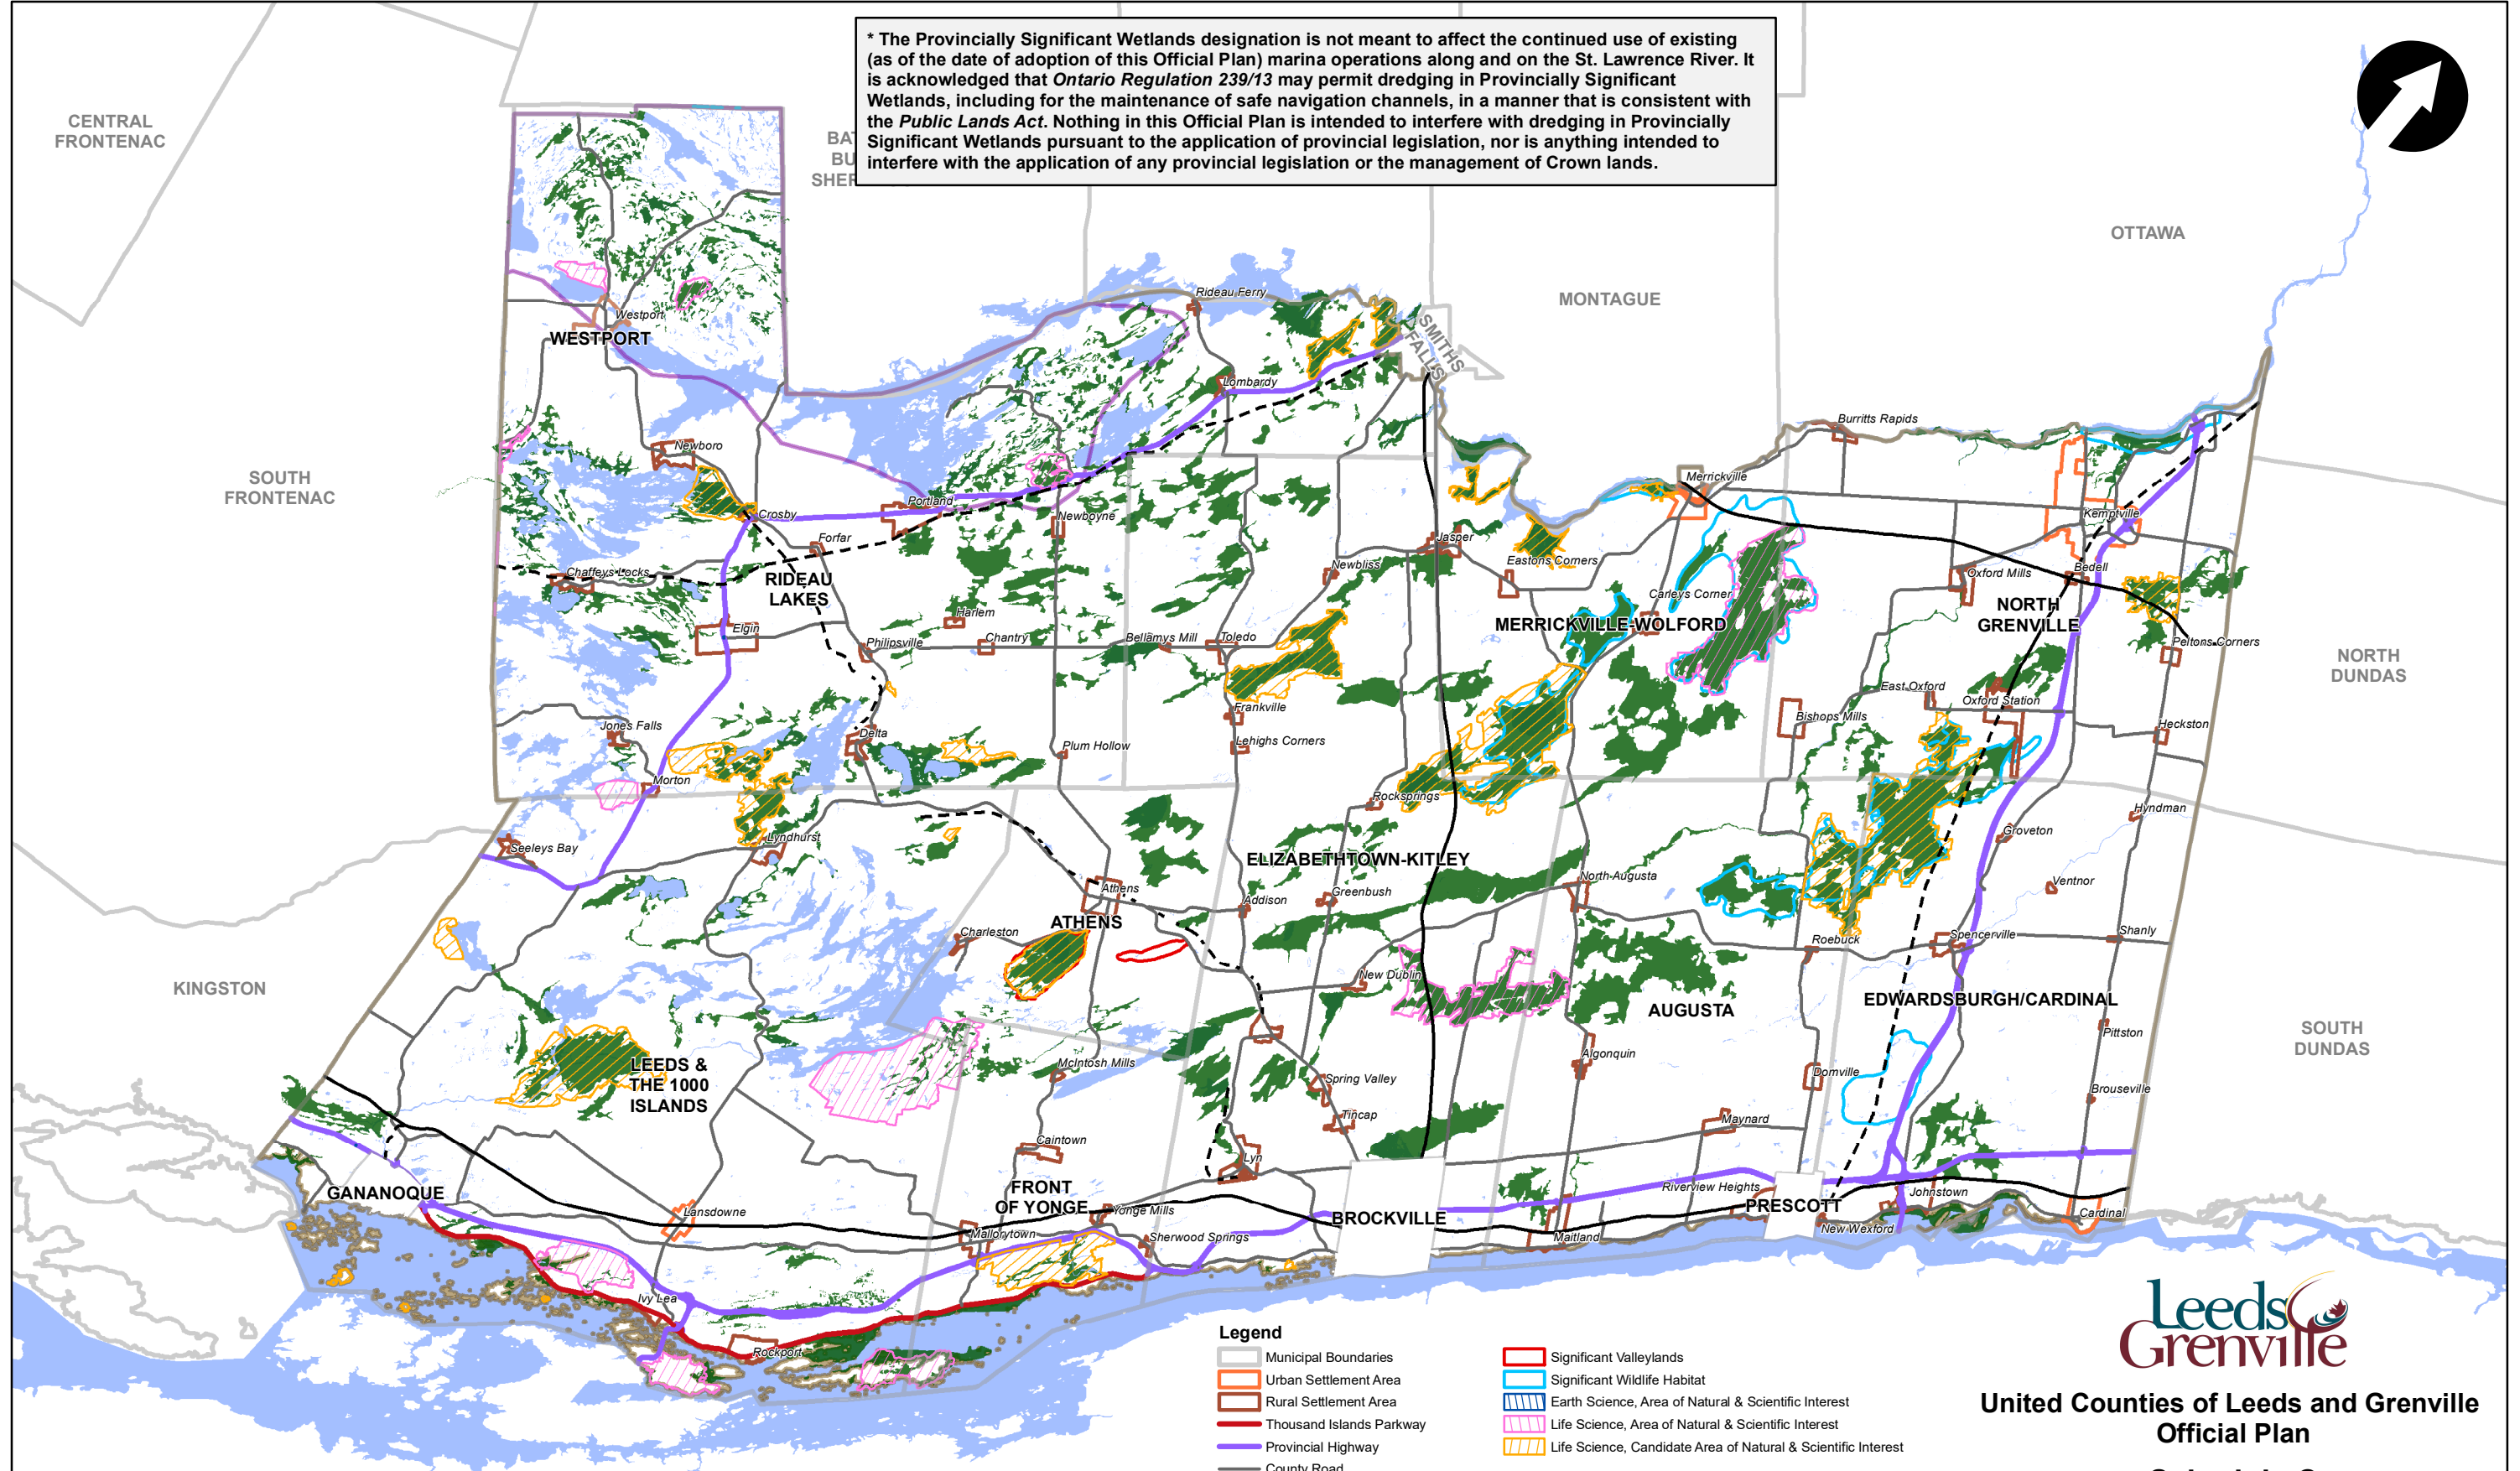 * The Provincially Significant Wetlands designation is not meant to affect the continued use of existing
(as of the date of adoption of this Official Plan) marina operations along and on the St. Lawrence River. It
is acknowledged that Ontario Regulation 239/13 may permit dredging in Provincially Significant
Wetlands, including for the maintenance of safe navigation channels, in a manner that is consistent with
the Public Lands Act. Nothing in this Official Plan is intended to interfere with dredging in Provincially
Significant Wetlands pursuant to the application of provincial legislation, nor is anything intended to
interfere with the application of any provincial legislation or the management of Crown lands.
CENTRAL
FRONTENAC
OTTAWA
MONTAGUE
Rideau Ferry
Westport
WESTPORT
SMITHS
FALLS
Lombardy
Burritts Rapids
Newboro
SOUTH
FRONTENAC
Merrickville
Portland
Crosby
Newboyne
Kemptville
Forfar
Jasper
Eastons Corners
Newbliss
Chaffeys Locks
RIDEAU
LAKES
Bedell
Oxford Mills
Carleys Corner
NORTH
GRENVILLE
Harlem
MERRICKVILLE-WOLFORD
Elgin
Philipsville
Chantry
Bellamys Mill
Toledo
Peltons Corners
NORTH
DUNDAS
East Oxford
Oxford Station
Frankville
Bishops Mills
Heckston
Jones Falls
Delta
Plum Hollow
Lehighs Corners
Morton
Rocksprings
Hyndman
Seeleys Bay
Lyndhurst
Groveton
ELIZABETHTOWN-KITLEY
Athens
Greenbush
North Augusta
Ventnor
Addison
ATHENS
Charleston
Roebuck
Spencerville
Shanly
New Dublin
KINGSTON
EDWARDSBURGH/CARDINAL
AUGUSTA
Pittston
SOUTH
DUNDAS
LEEDS &
THE 1000
ISLANDS
McIntosh Mills
Algonquin
Spring Valley
Domville
Brouseville
Tincap
Maynard
Caintown
Lyn
GANANOQUE
FRONT
OF YONGE
Riverview Heights
PRESCOTT
Johnstown
Lansdowne
Yonge Mills
BROCKVILLE
Cardinal
Mallorytown
Sherwood Springs
Maitland
New Wexford
Ivy Lea
Rockport
Legend
Municipal Boundaries
Urban Settlement Area
Rural Settlement Area
Thousand Islands Parkway
Provincial Highway
County Road
Significant Valleylands
Significant Wildlife Habitat
Earth Science, Area of Natural & Scientific Interest
Life Science, Area of Natural & Scientific Interest
Life Science, Candidate Area of Natural & Scientific Interest
Leeds
Grenville
United Counties of Leeds and Grenville
Official Plan